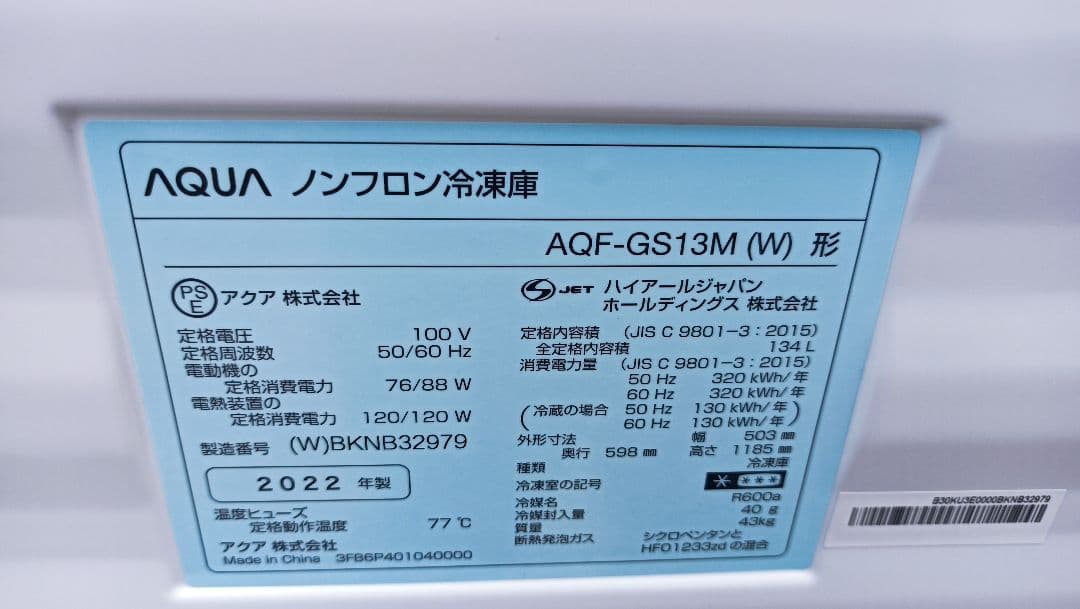 AQUA ノンフロン冷凍庫
AQF-GS13M (W) 形
PSE アクア 株式会社
定格電圧 100 V
定格周波数 50/60 Hz
電動機の
定格消費電力 76/88 W
電熱装置の
定格消費電力 120/120 W
製造番号 (W)BKNB32979
2022 年製
温度ヒューズ
定格動作温度 77 ℃
アクア 株式会社
Made in China 3FB6P401040000
JET ハイアールジャパン
ホールディングス 株式会社
定格内容積 (JIS C 9801-3:2015)
全定格内容積 134 L
消費電力量 (JIS C 9801-3:2015)
50 Hz 320 kWh/年
60 Hz 320 kWh/年
(冷蔵の場合 50 Hz 130 kWh/年
60 Hz 130 kWh/年)
外形寸法 幅 503 ㎜
奥行 598 ㎜ 高さ 1185 ㎜
種類 冷凍庫
冷凍室の記号 * ***
冷媒名 R600a
冷媒封入量 40 g
質量 43kg
断熱発泡ガス シクロペンタンと
HFO1233zdの混合
B30KU3E0000BKNB32979